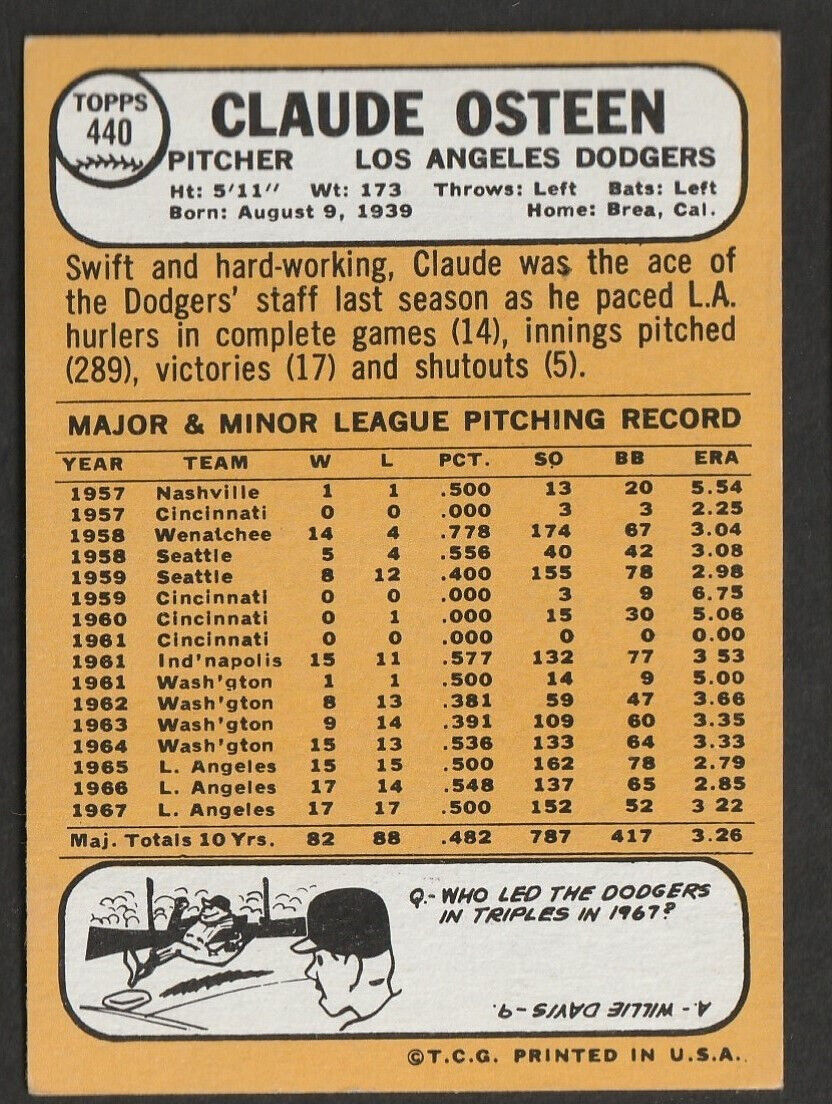 TOPPS
440
CLAUDE OSTEEN
PITCHER LOS ANGELES DODGERS
Ht: 5'11" Wt: 173 Throws: Left Bats: Left
Born: August 9, 1939 Home: Brea, Cal.
Swift and hard-working, Claude was the ace of
the Dodgers' staff last season as he paced L.A.
hurlers in complete games (14), innings pitched
(289), victories (17) and shutouts (5).
MAJOR & MINOR LEAGUE PITCHING RECORD
YEAR TEAM W L PCT. SO BB ERA
1957 Nashville 1 1 .500 13 20 5.54
1957 Cincinnati 0 0 .000 3 3 2.25
1958 Wenatchee 14 4 .778 174 67 3.04
1958 Seattle 5 4 .556 40 42 3.08
1959 Seattle 8 12 .400 155 78 2.98
1959 Cincinnati 0 0 .000 3 9 6.75
1960 Cincinnati 0 1 .000 15 30 5.06
1961 Cincinnati 0 0 .000 0 0 0.00
1961 Ind'napolis 15 11 .577 132 77 3 53
1961 Wash'gton 1 1 .500 14 9 5.00
1962 Wash'gton 8 13 .381 59 47 3.66
1963 Wash'gton 9 14 .391 109 60 3.35
1964 Wash'gton 15 13 .536 133 64 3.33
1965 L. Angeles 15 15 .500 162 78 2.79
1966 L. Angeles 17 14 .548 137 65 2.85
1967 L. Angeles 17 17 .500 152 52 3 22
Maj. Totals 10 Yrs. 82 88 .482 787 417 3.26
Q.-WHO LED THE DODGERS
IN TRIPLES IN 1967?
A.-WILLIE DAVIS-9.
©T.C.G. PRINTED IN U.S.A.